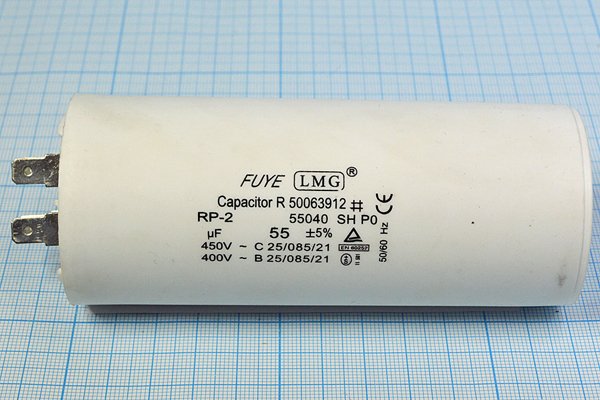 FUYE LMG ®
Capacitor R 50063912 #
RP-2 55040 SH P0
µF 55 ±5%
450V ~ C 25/085/21 EN 60252
400V ~ B 25/085/21
CE
50/60 Hz